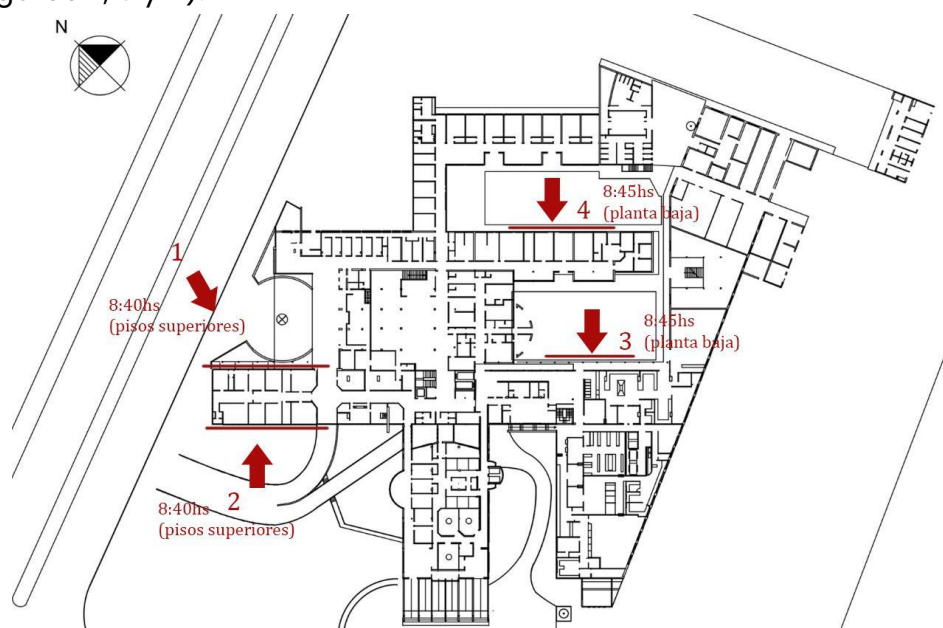 N
1
8:40hs
(pisos superiores)
4
8:45hs
(planta baja)
3
8:45hs
(planta baja)
2
8:40hs
(pisos superiores)